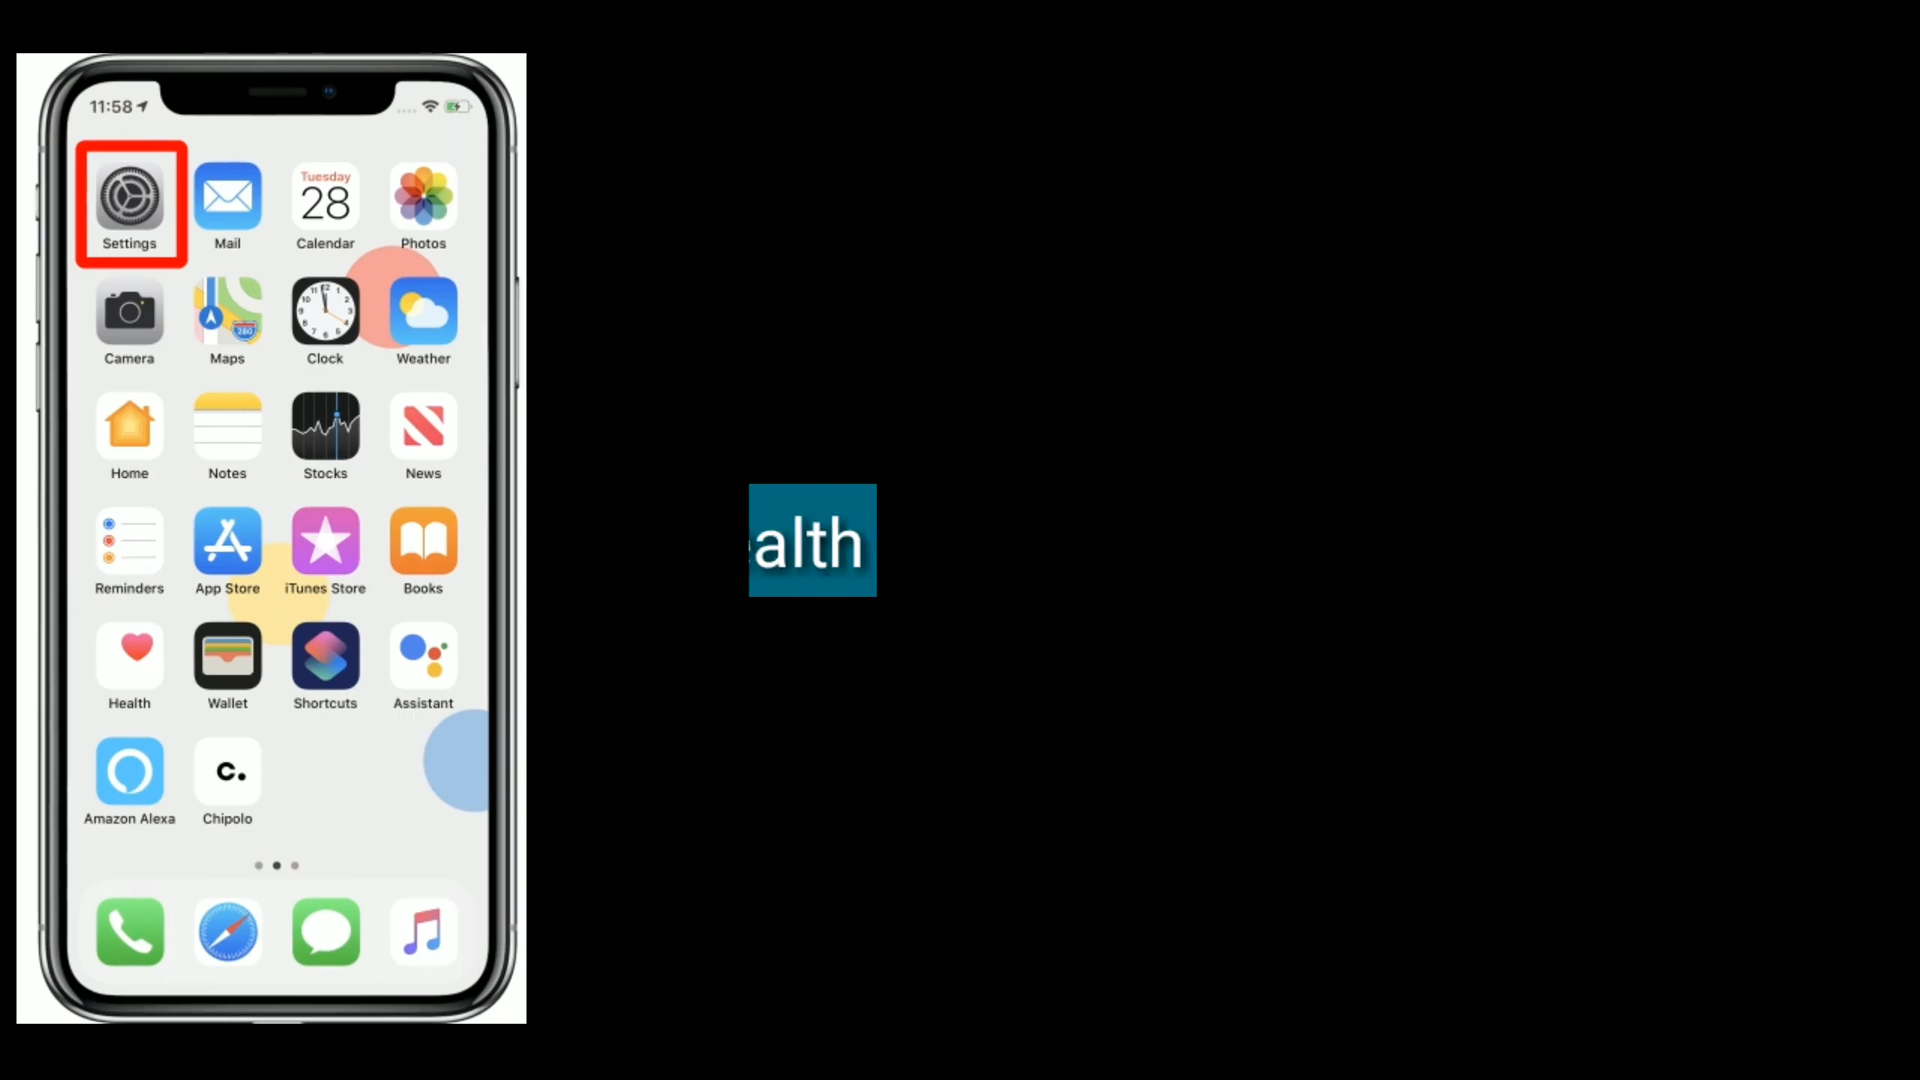 11:58
Settings
Mail
Tuesday
28
Calendar
Photos
Camera
280
Maps
Clock
Weather
Home
Notes
Stocks
News
Reminders
App Store
iTunes Store
Books
Health
Wallet
Shortcuts
Assistant
Amazon Alexa
c.
Chipolo
alth